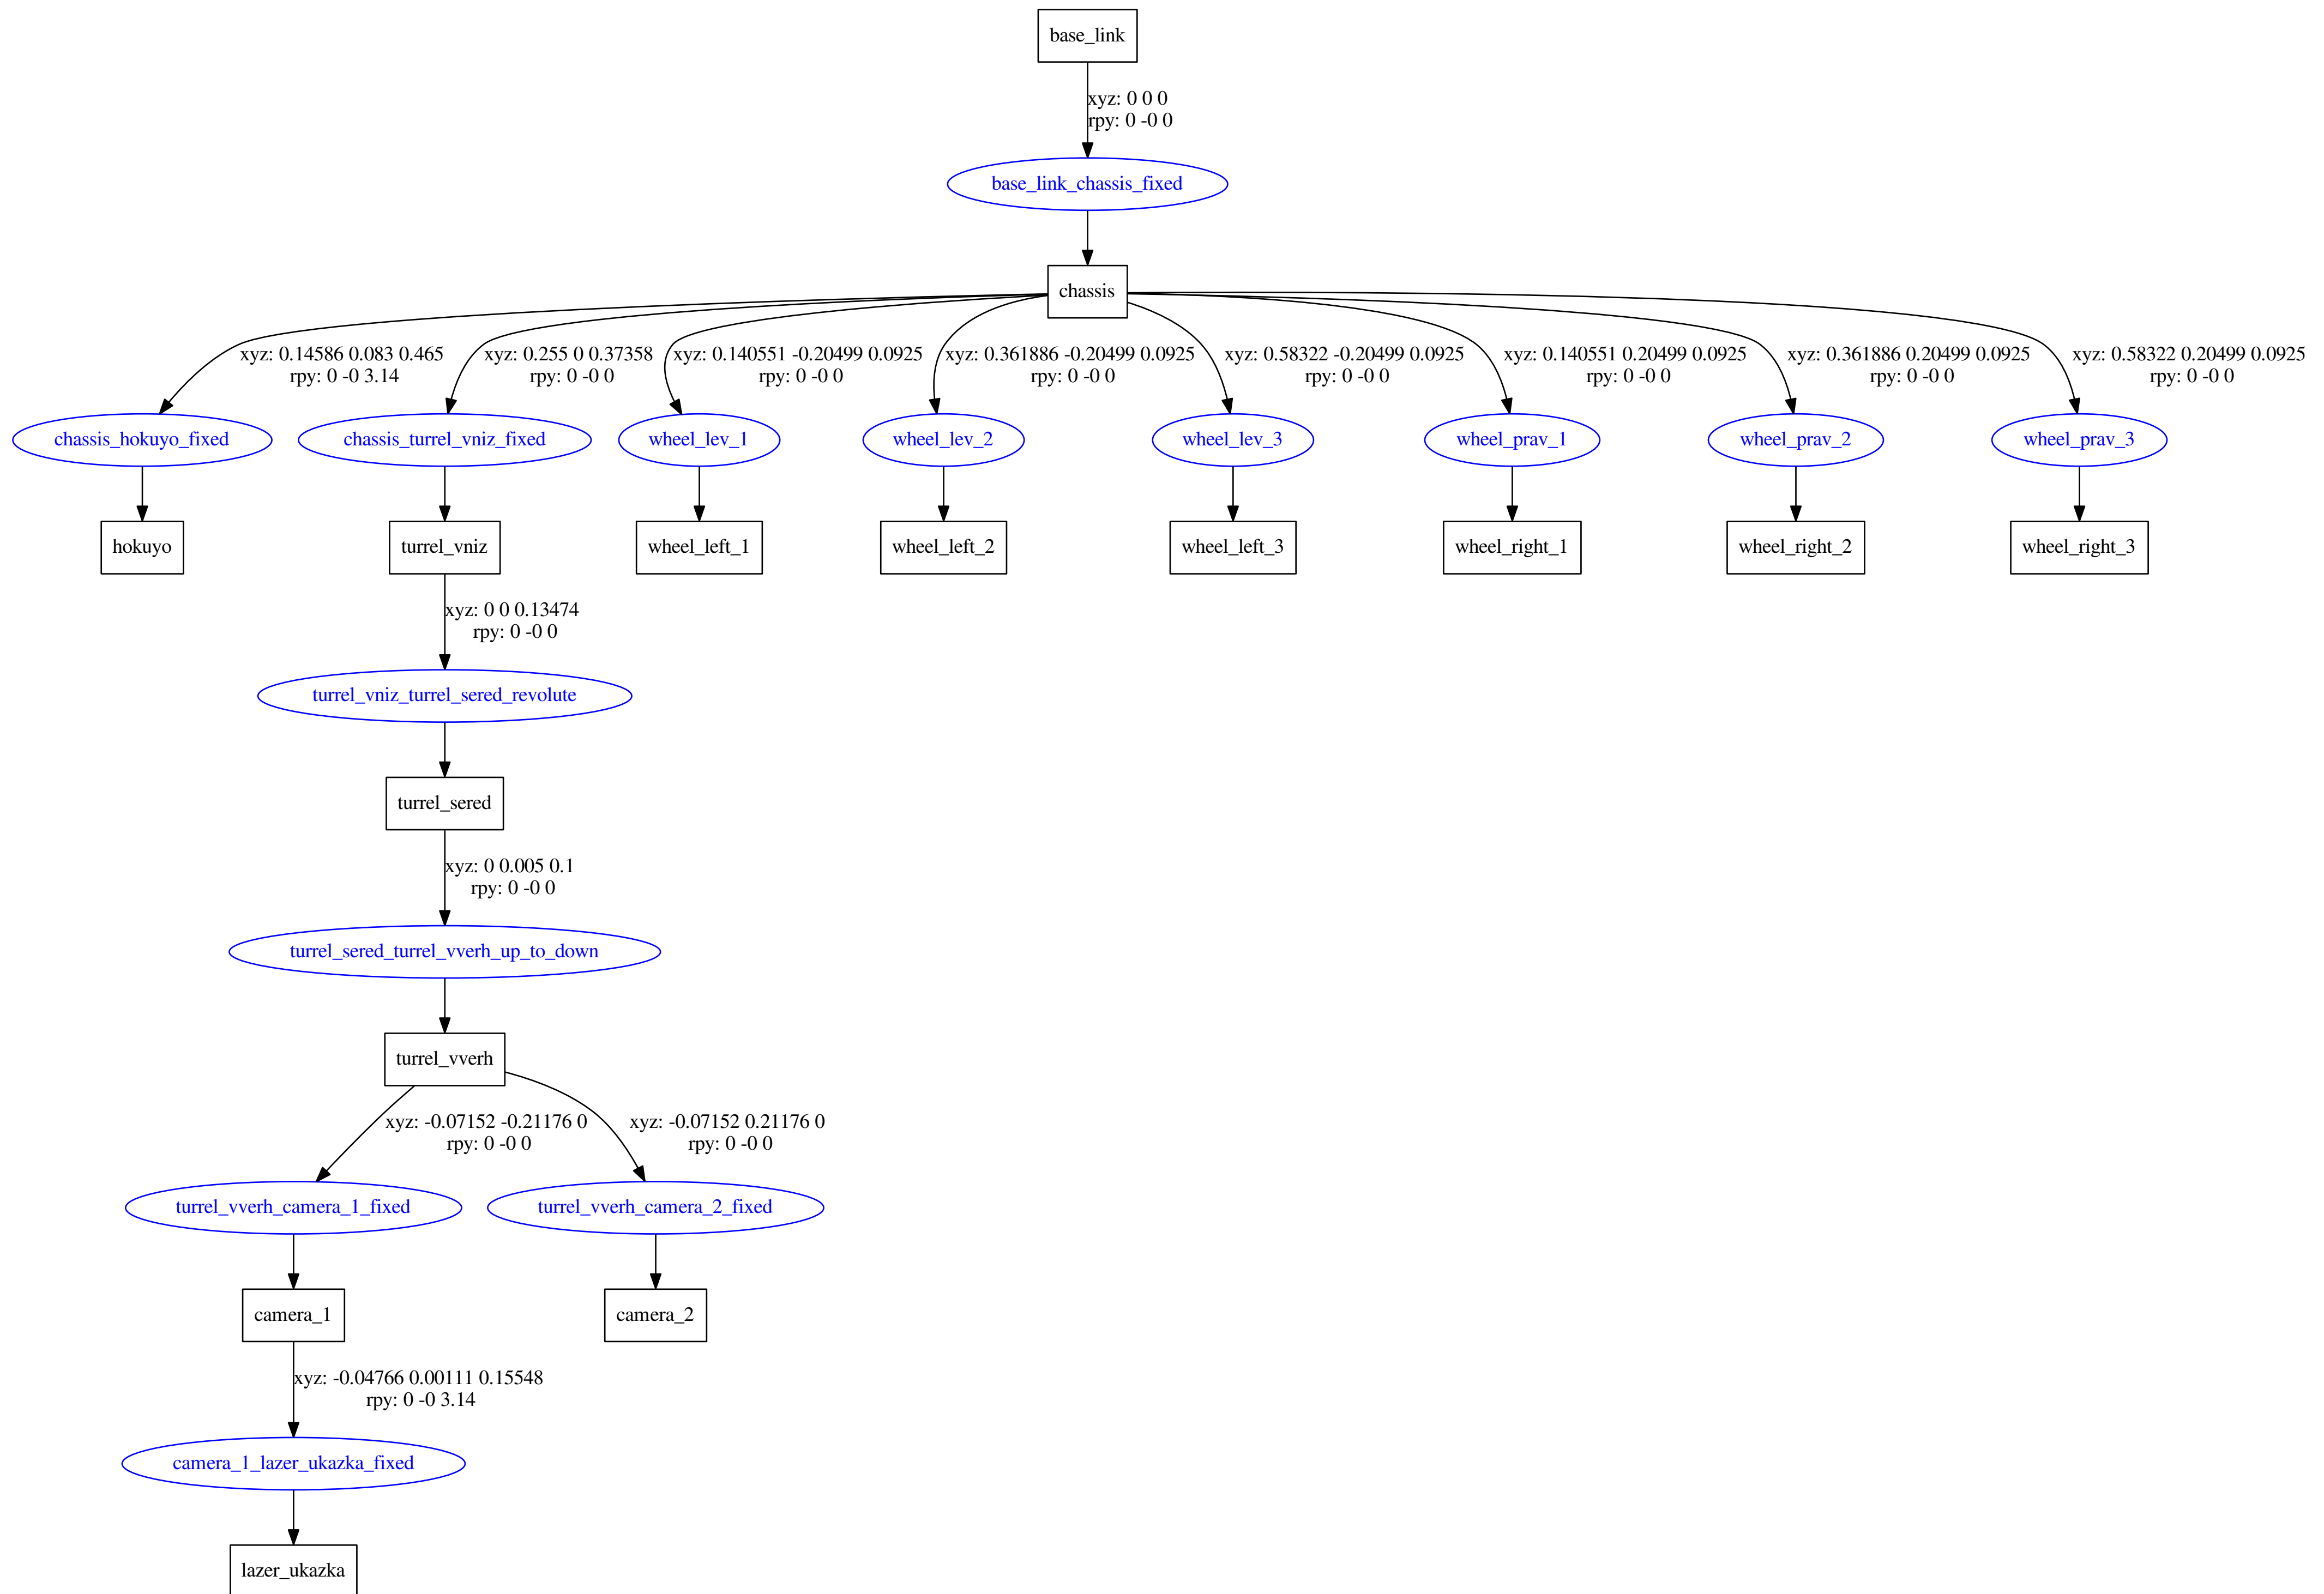 base_link
xyz: 0 0 0
rpy: 0 -0 0
base_link_chassis_fixed
chassis
xyz: 0.14586 0.083 0.465
rpy: 0 -0 3.14
xyz: 0.255 0 0.37358
rpy: 0 -0 0
xyz: 0.140551 -0.20499 0.0925
rpy: 0 -0 0
xyz: 0.361886 -0.20499 0.0925
rpy: 0 -0 0
xyz: 0.58322 -0.20499 0.0925
rpy: 0 -0 0
xyz: 0.140551 0.20499 0.0925
rpy: 0 -0 0
xyz: 0.361886 0.20499 0.0925
rpy: 0 -0 0
xyz: 0.58322 0.20499 0.0925
rpy: 0 -0 0
chassis_hokuyo_fixed
chassis_turrel_vniz_fixed
wheel_lev_1
wheel_lev_2
wheel_lev_3
wheel_prav_1
wheel_prav_2
wheel_prav_3
hokuyo
turrel_vniz
wheel_left_1
wheel_left_2
wheel_left_3
wheel_right_1
wheel_right_2
wheel_right_3
xyz: 0 0 0.13474
rpy: 0 -0 0
turrel_vniz_turrel_sered_revolute
turrel_sered
xyz: 0 0.005 0.1
rpy: 0 -0 0
turrel_sered_turrel_vverh_up_to_down
turrel_vverh
xyz: -0.07152 -0.21176 0
rpy: 0 -0 0
xyz: -0.07152 0.21176 0
rpy: 0 -0 0
turrel_vverh_camera_1_fixed
turrel_vverh_camera_2_fixed
camera_1
camera_2
xyz: -0.04766 0.00111 0.15548
rpy: 0 -0 3.14
camera_1_lazer_ukazka_fixed
lazer_ukazka